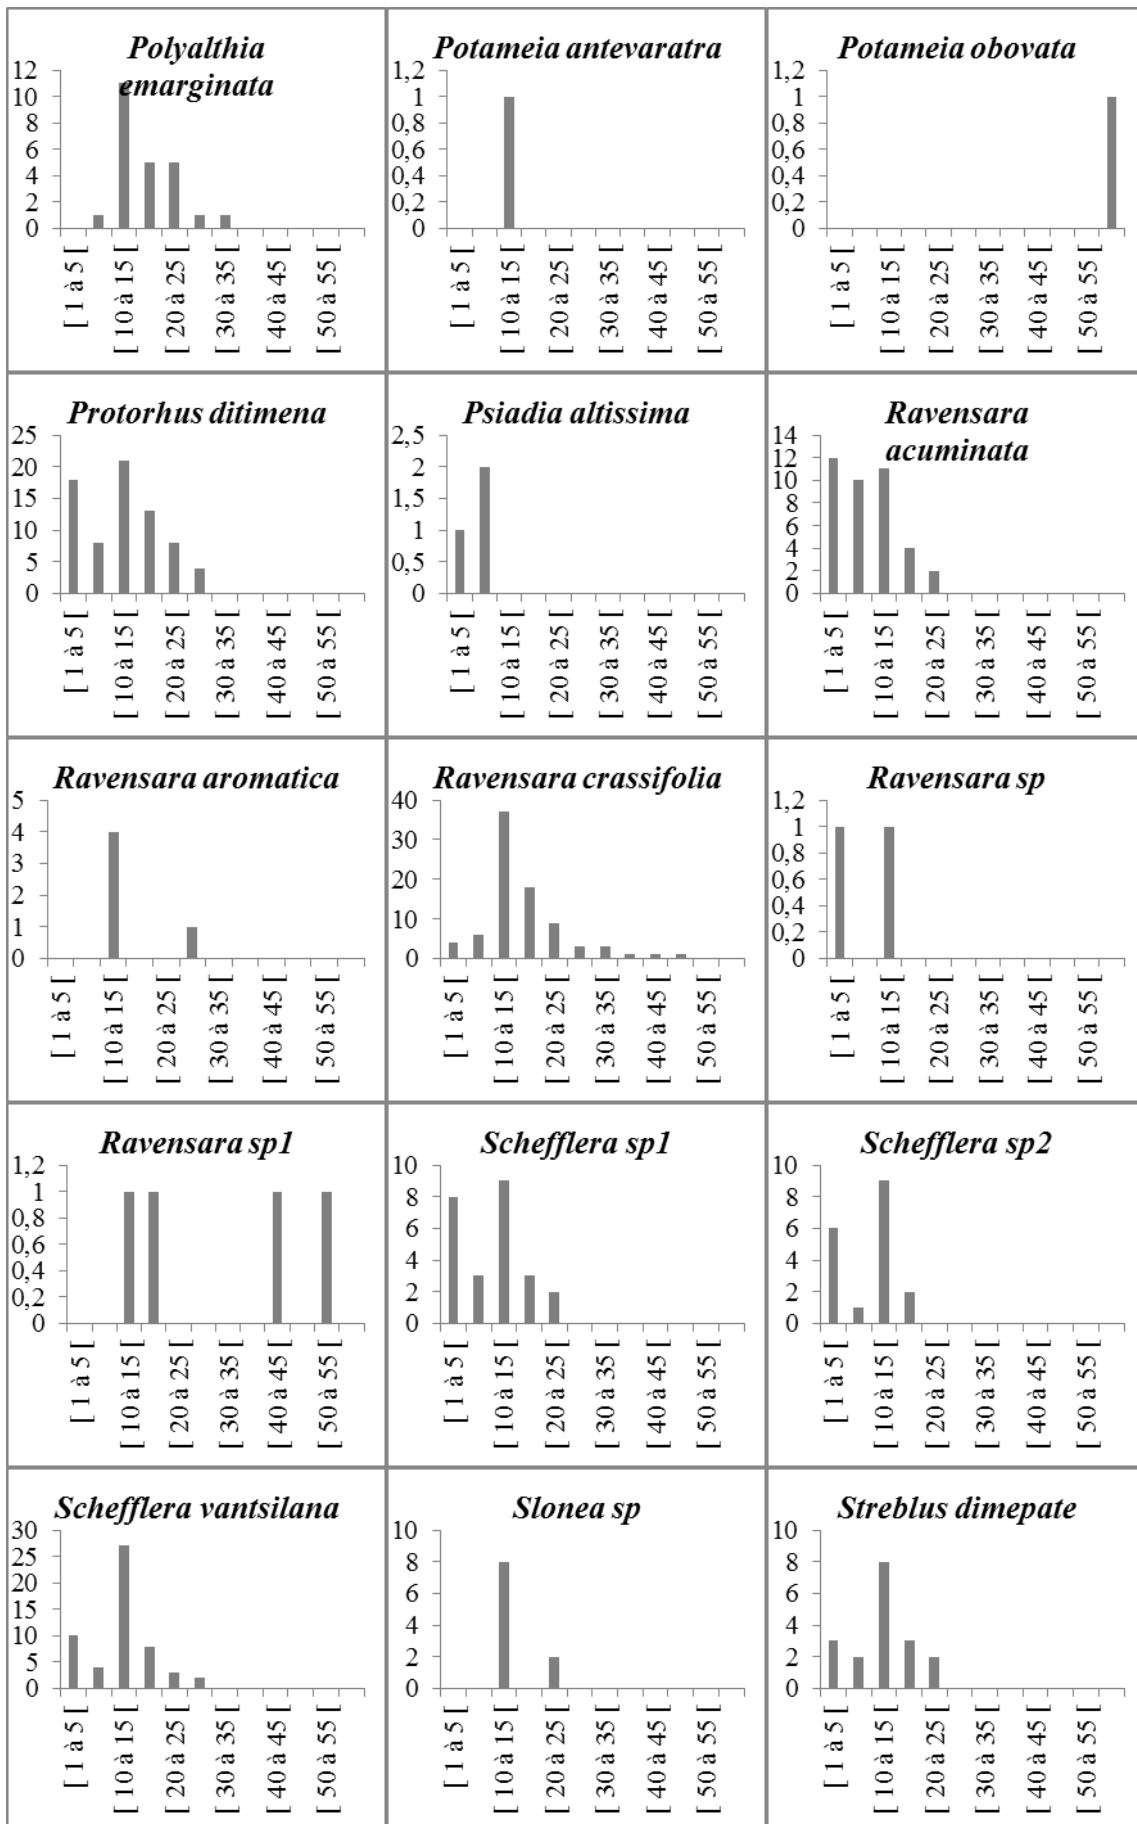 Polyalthia
emarginata
12
10
8
6
4
2
0
[ 1 à 5 [
[ 10 à 15 [
[ 20 à 25 [
[ 30 à 35 [
[ 40 à 45 [
[ 50 à 55 [
Potameia antevaratra
1,2
1
0,8
0,6
0,4
0,2
0
[ 1 à 5 [
[ 10 à 15 [
[ 20 à 25 [
[ 30 à 35 [
[ 40 à 45 [
[ 50 à 55 [
Potameia obovata
1,2
1
0,8
0,6
0,4
0,2
0
[ 1 à 5 [
[ 10 à 15 [
[ 20 à 25 [
[ 30 à 35 [
[ 40 à 45 [
[ 50 à 55 [
Protorhus ditimena
25
20
15
10
5
0
[ 1 à 5 [
[ 10 à 15 [
[ 20 à 25 [
[ 30 à 35 [
[ 40 à 45 [
[ 50 à 55 [
Psiadia altissima
2,5
2
1,5
1
0,5
0
[ 1 à 5 [
[ 10 à 15 [
[ 20 à 25 [
[ 30 à 35 [
[ 40 à 45 [
[ 50 à 55 [
Ravensara
acuminata
14
12
10
8
6
4
2
0
[ 1 à 5 [
[ 10 à 15 [
[ 20 à 25 [
[ 30 à 35 [
[ 40 à 45 [
[ 50 à 55 [
Ravensara aromatica
5
4
3
2
1
0
[ 1 à 5 [
[ 10 à 15 [
[ 20 à 25 [
[ 30 à 35 [
[ 40 à 45 [
[ 50 à 55 [
Ravensara crassifolia
40
30
20
10
0
[ 1 à 5 [
[ 10 à 15 [
[ 20 à 25 [
[ 30 à 35 [
[ 40 à 45 [
[ 50 à 55 [
Ravensara sp
1,2
1
0,8
0,6
0,4
0,2
0
[ 1 à 5 [
[ 10 à 15 [
[ 20 à 25 [
[ 30 à 35 [
[ 40 à 45 [
[ 50 à 55 [
Ravensara sp1
1,2
1
0,8
0,6
0,4
0,2
0
[ 1 à 5 [
[ 10 à 15 [
[ 20 à 25 [
[ 30 à 35 [
[ 40 à 45 [
[ 50 à 55 [
Schefflera sp1
10
8
6
4
2
0
[ 1 à 5 [
[ 10 à 15 [
[ 20 à 25 [
[ 30 à 35 [
[ 40 à 45 [
[ 50 à 55 [
Schefflera sp2
10
8
6
4
2
0
[ 1 à 5 [
[ 10 à 15 [
[ 20 à 25 [
[ 30 à 35 [
[ 40 à 45 [
[ 50 à 55 [
Schefflera vantsilana
30
25
20
15
10
5
0
[ 1 à 5 [
[ 10 à 15 [
[ 20 à 25 [
[ 30 à 35 [
[ 40 à 45 [
[ 50 à 55 [
Slonea sp
10
8
6
4
2
0
[ 1 à 5 [
[ 10 à 15 [
[ 20 à 25 [
[ 30 à 35 [
[ 40 à 45 [
[ 50 à 55 [
Streblus dimepate
10
8
6
4
2
0
[ 1 à 5 [
[ 10 à 15 [
[ 20 à 25 [
[ 30 à 35 [
[ 40 à 45 [
[ 50 à 55 [